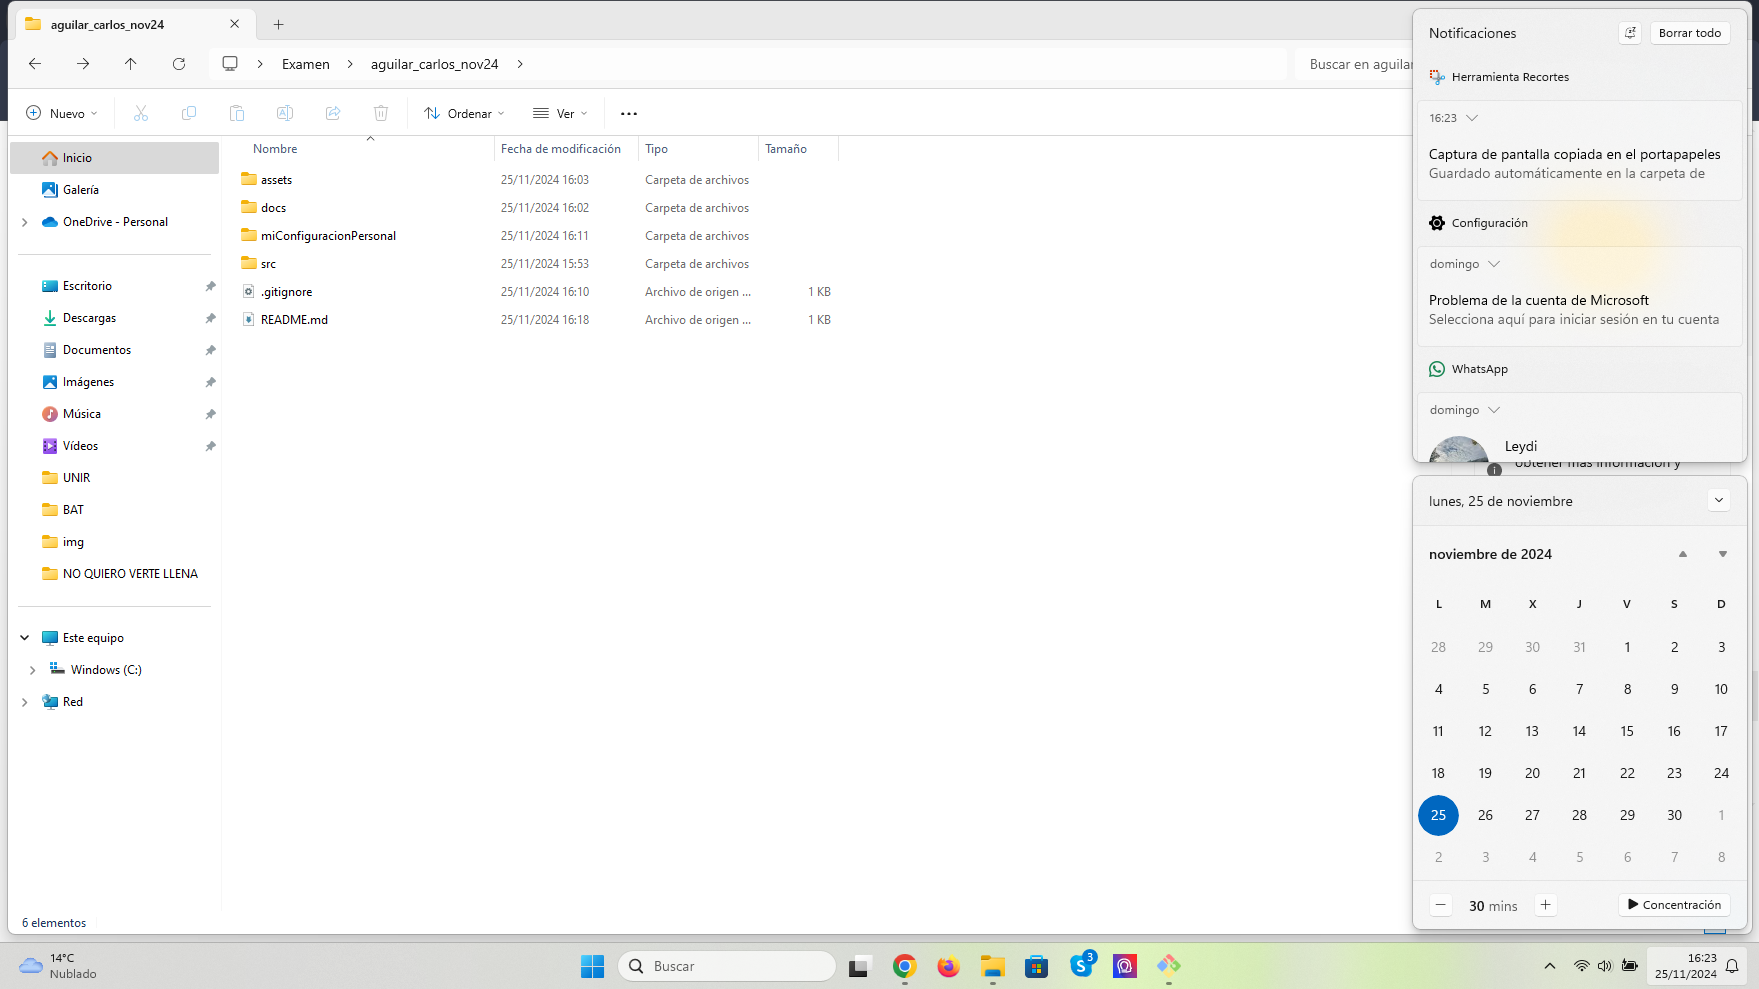 aguilar_carlos_nov24
Examen
aguilar_carlos_nov24
Buscar en aguilar
Nuevo
Ordenar
Ver
Inicio
Galería
OneDrive - Personal
Escritorio
Descargas
Documentos
Imágenes
Música
Vídeos
UNIR
BAT
img
NO QUIERO VERTE LLENA
Este equipo
Windows (C:)
Red
Nombre Fecha de modificación Tipo Tamaño
assets 25/11/2024 16:03 Carpeta de archivos
docs 25/11/2024 16:02 Carpeta de archivos
miConfiguracionPersonal 25/11/2024 16:11 Carpeta de archivos
src 25/11/2024 15:53 Carpeta de archivos
.gitignore 25/11/2024 16:10 Archivo de origen ... 1 KB
README.md 25/11/2024 16:18 Archivo de origen ... 1 KB
6 elementos
Notificaciones
Borrar todo
Herramienta Recortes
16:23
Captura de pantalla copiada en el portapapeles
Guardado automáticamente en la carpeta de
Configuración
domingo
Problema de la cuenta de Microsoft
Selecciona aquí para iniciar sesión en tu cuenta
WhatsApp
domingo
Leydi
obtener más información y
lunes, 25 de noviembre
noviembre de 2024
L M X J V S D
28 29 30 31 1 2 3
4 5 6 7 8 9 10
11 12 13 14 15 16 17
18 19 20 21 22 23 24
25 26 27 28 29 30 1
2 3 4 5 6 7 8
30 mins
Concentración
14°C
Nublado
Buscar
3
16:23
25/11/2024